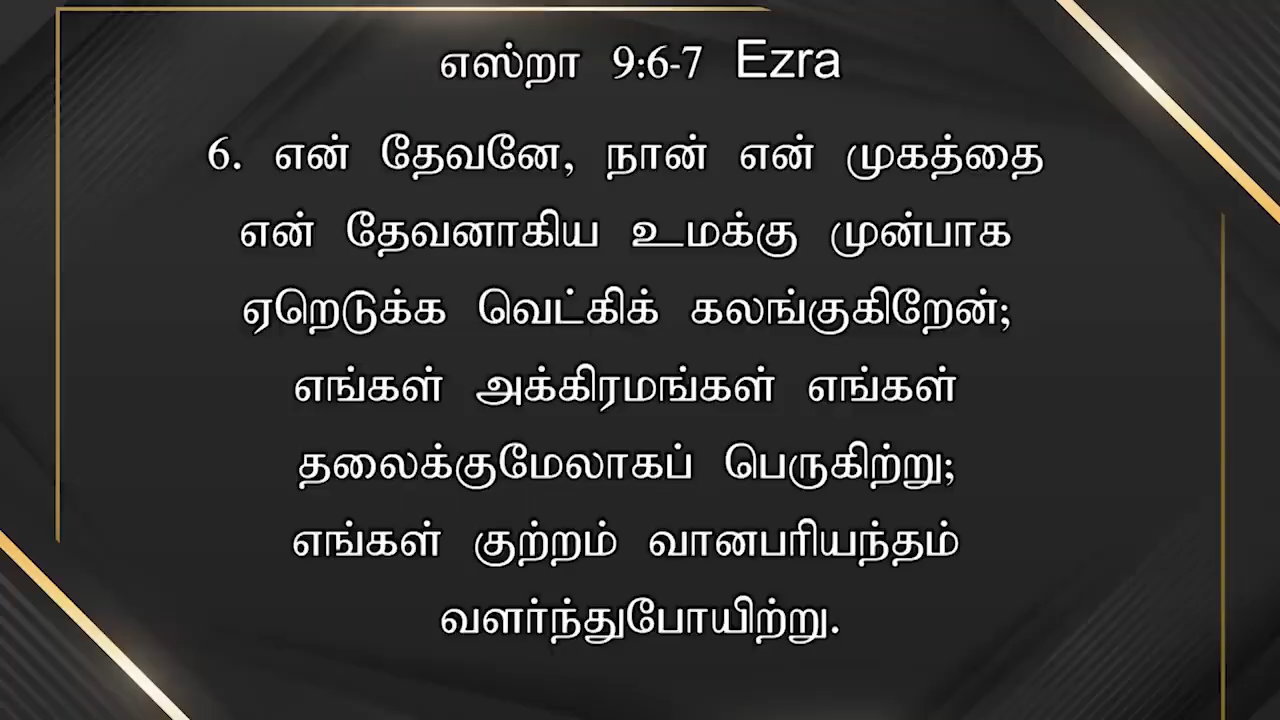 எஸ்றா 9:6-7 Ezra
6. என் தேவனே, நான் என் முகத்தை
என் தேவனாகிய உமக்கு முன்பாக
ஏறெடுக்க வெட்கிக் கலங்குகிறேன்;
எங்கள் அக்கிரமங்கள் எங்கள்
தலைக்குமேலாகப் பெருகிற்று;
எங்கள் குற்றம் வானபரியந்தம்
வளர்ந்துபோயிற்று.